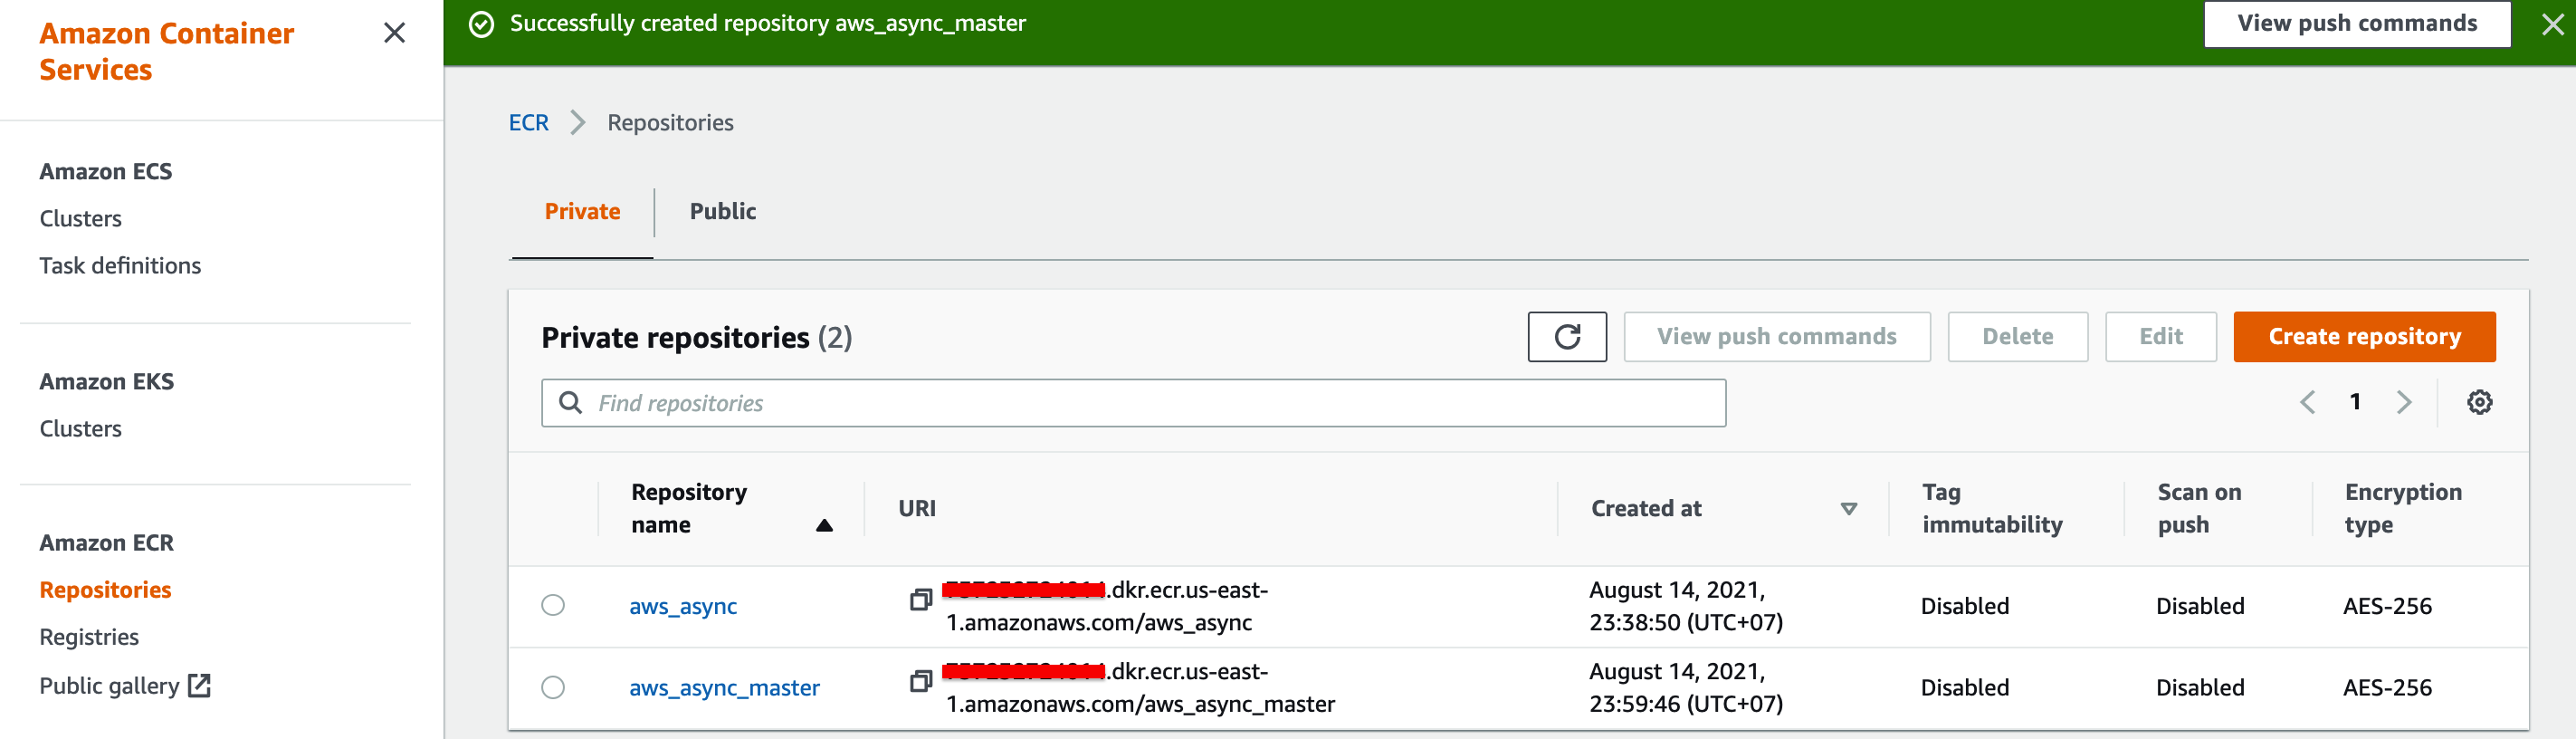 Amazon Container
Services
Successfully created repository aws_async_master
View push commands
ECR
Repositories
Amazon ECS
Clusters
Task definitions
Private
Public
Amazon EKS
Clusters
Private repositories (2)
View push commands
Delete
Edit
Create repository
Find repositories
1
Amazon ECR
Repositories
Registries
Public gallery
Repository
name
URI
Created at
Tag
immutability
Scan on
push
Encryption
type
aws_async
.dkr.ecr.us-east-
1.amazonaws.com/aws_async
August 14, 2021,
23:38:50 (UTC+07)
Disabled
Disabled
AES-256
aws_async_master
.dkr.ecr.us-east-
1.amazonaws.com/aws_async_master
August 14, 2021,
23:59:46 (UTC+07)
Disabled
Disabled
AES-256